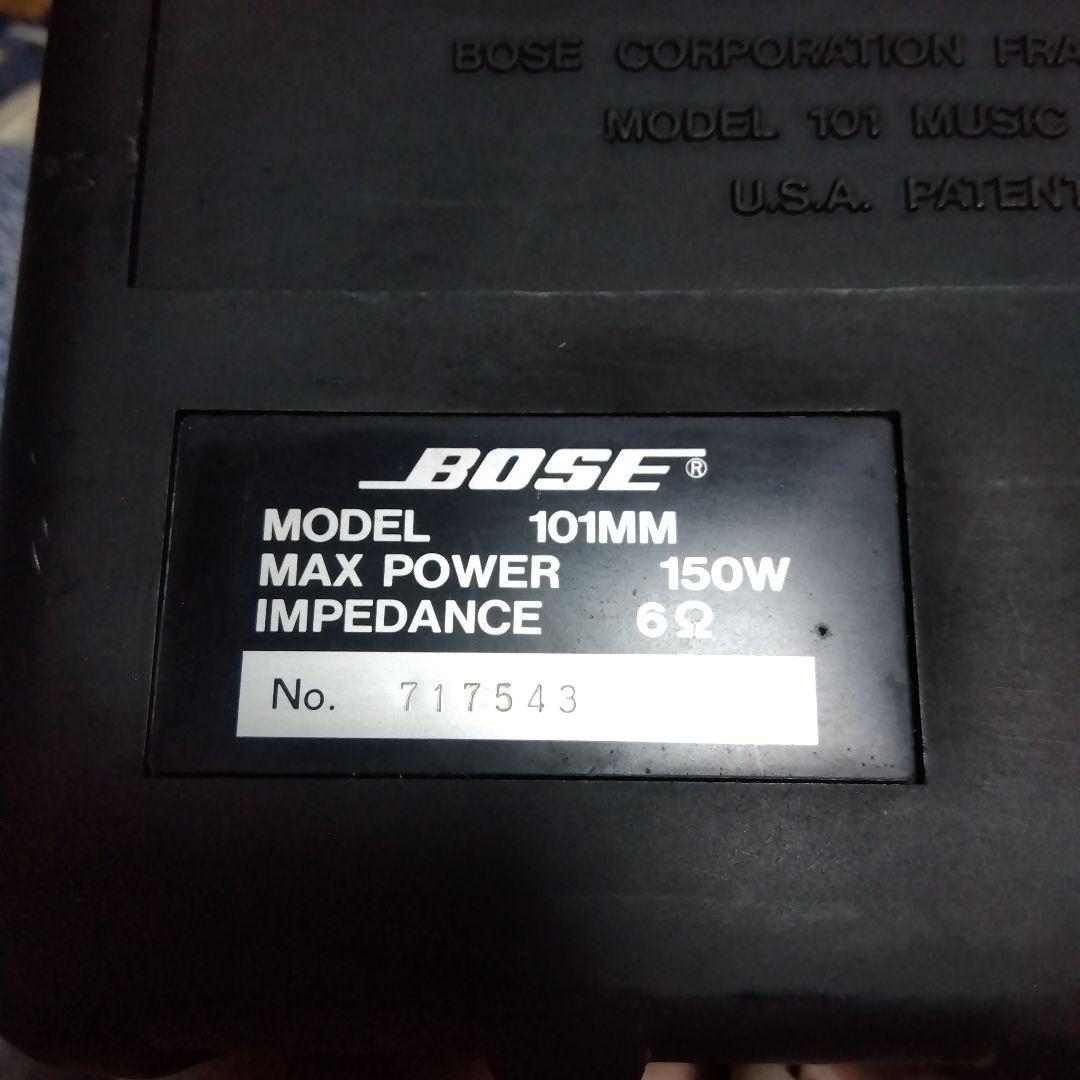 BOSE CORPORATION FRA
MODEL 101 MUSIC
U.S.A. PATENT
BOSE®
MODEL 101MM
MAX POWER 150W
IMPEDANCE 6Ω
No. 717543